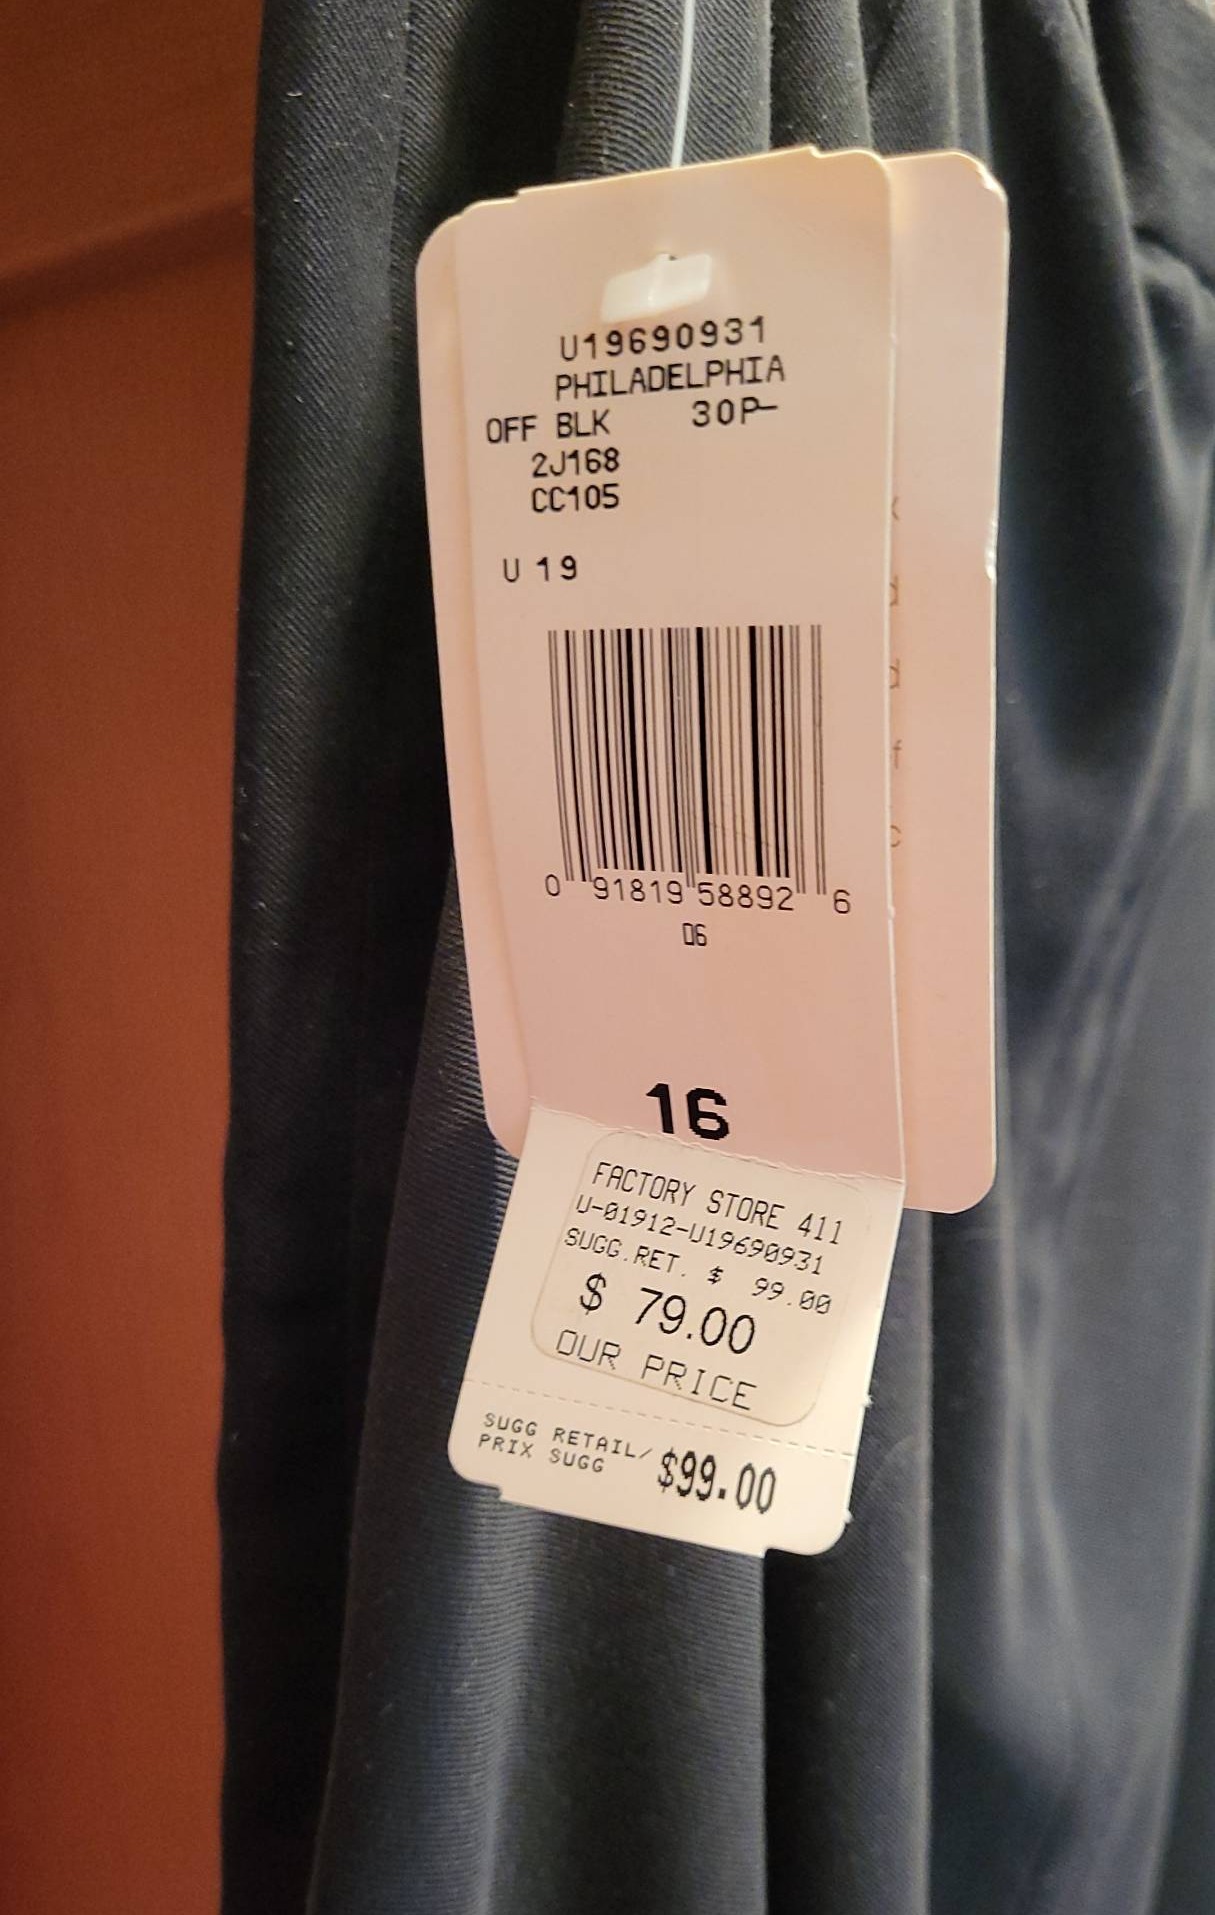 U19690931
PHILADELPHIA
OFF BLK 30P-
2J168
CC105
U 19
0 91819 58892 6
06
16
FACTORY STORE 411
U-01912-U19690931
SUGG.RET. $ 99.00
$ 79.00
OUR PRICE
SUGG RETAIL/
PRIX SUGG $99.00